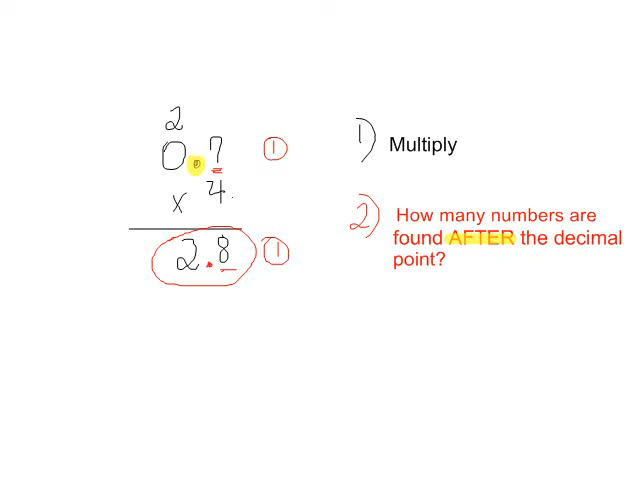 2
0.7 ①
x 4.
2.8 ①
1) Multiply
2) How many numbers are
found AFTER the decimal
point?